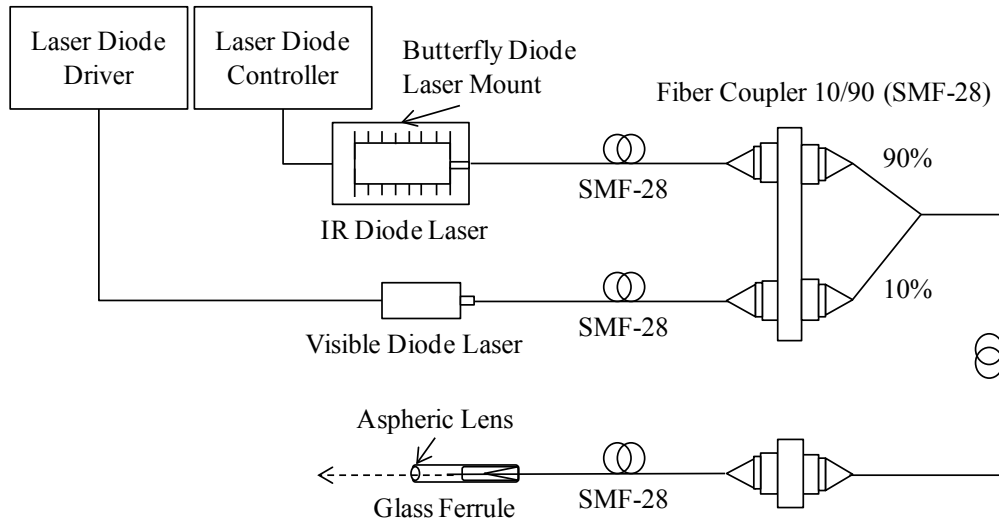 Laser Diode
Driver
Laser Diode
Controller
Butterfly Diode
Laser Mount
Fiber Coupler 10/90 (SMF-28)
90%
SMF-28
IR Diode Laser
10%
SMF-28
Visible Diode Laser
Aspheric Lens
Glass Ferrule
SMF-28